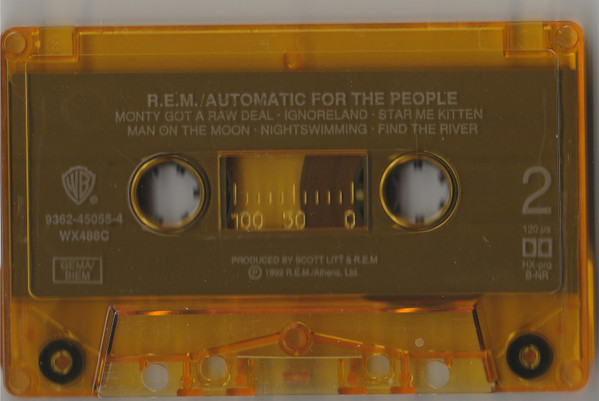 R.E.M./AUTOMATIC FOR THE PEOPLE
MONTY GOT A RAW DEAL · IGNORELAND · STAR ME KITTEN
MAN ON THE MOON · NIGHTSWIMMING · FIND THE RIVER
WB
9362-45055-4
WX488C
GEMA/
BIEM
100 50 0
2
120 µs
HX-pro
B-NR
PRODUCED BY SCOTT LITT & R.E.M
Ⓟ 1992 R.E.M./Athens, Ltd.